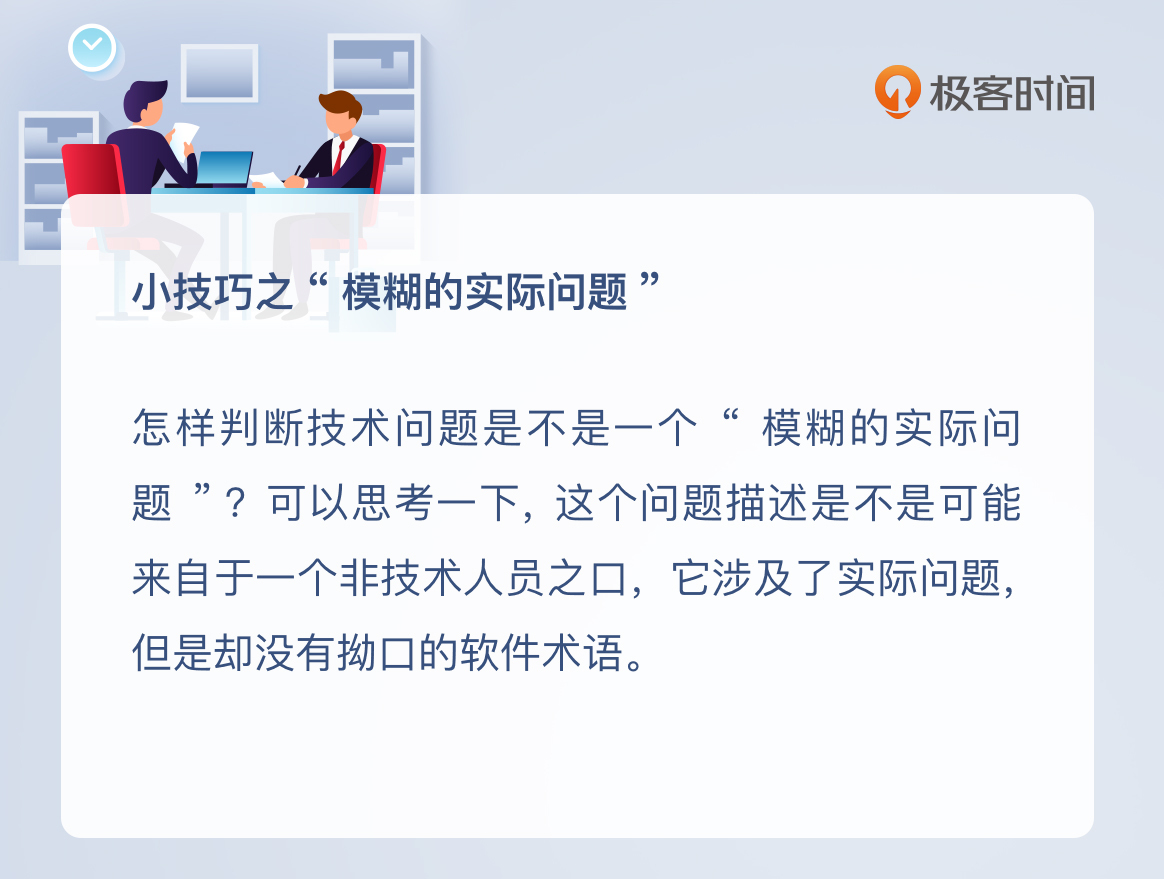 极客时间
小技巧之“模糊的实际问题”
怎样判断技术问题是不是一个“模糊的实际问
题”？可以思考一下，这个问题描述是不是可能
来自于一个非技术人员之口，它涉及了实际问题，
但是却没有拗口的软件术语。